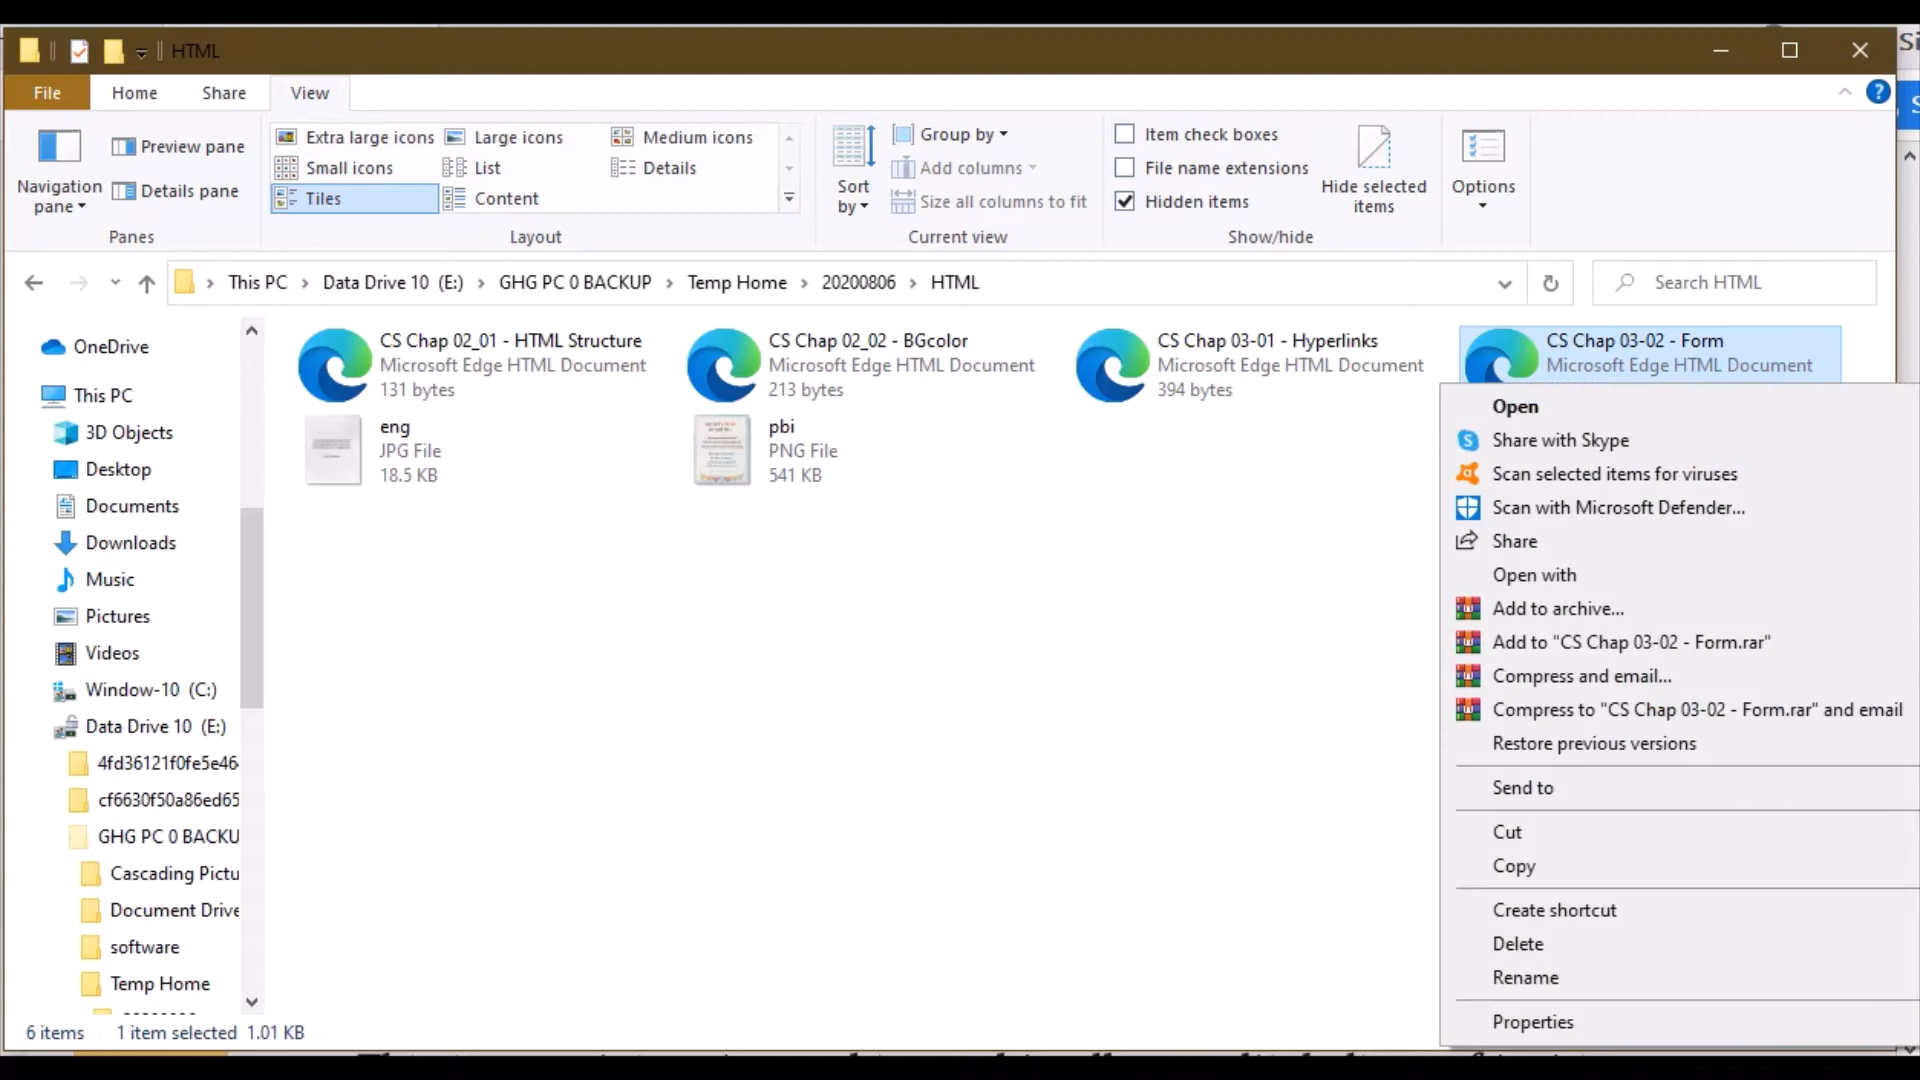 HTML
Si
File
Home
Share
View
?
S
Navigation pane
Preview pane
Details pane
Panes
Extra large icons
Large icons
Medium icons
Small icons
List
Details
Tiles
Content
Layout
Sort by
Group by
Add columns
Size all columns to fit
Current view
Item check boxes
File name extensions
Hidden items
Hide selected items
Show/hide
Options
This PC > Data Drive 10 (E:) > GHG PC 0 BACKUP > Temp Home > 20200806 > HTML
Search HTML
OneDrive
This PC
3D Objects
Desktop
Documents
Downloads
Music
Pictures
Videos
Window-10 (C:)
Data Drive 10 (E:)
4fd36121f0fe5e46
cf6630f50a86ed65
GHG PC 0 BACKU
Cascading Pictu
Document Drive
software
Temp Home
CS Chap 02_01 - HTML Structure
Microsoft Edge HTML Document
131 bytes
CS Chap 02_02 - BGcolor
Microsoft Edge HTML Document
213 bytes
CS Chap 03-01 - Hyperlinks
Microsoft Edge HTML Document
394 bytes
CS Chap 03-02 - Form
Microsoft Edge HTML Document
eng
JPG File
18.5 KB
pbi
PNG File
541 KB
Open
Share with Skype
Scan selected items for viruses
Scan with Microsoft Defender...
Share
Open with
Add to archive...
Add to "CS Chap 03-02 - Form.rar"
Compress and email...
Compress to "CS Chap 03-02 - Form.rar" and email
Restore previous versions
Send to
Cut
Copy
Create shortcut
Delete
Rename
Properties
6 items
1 item selected 1.01 KB